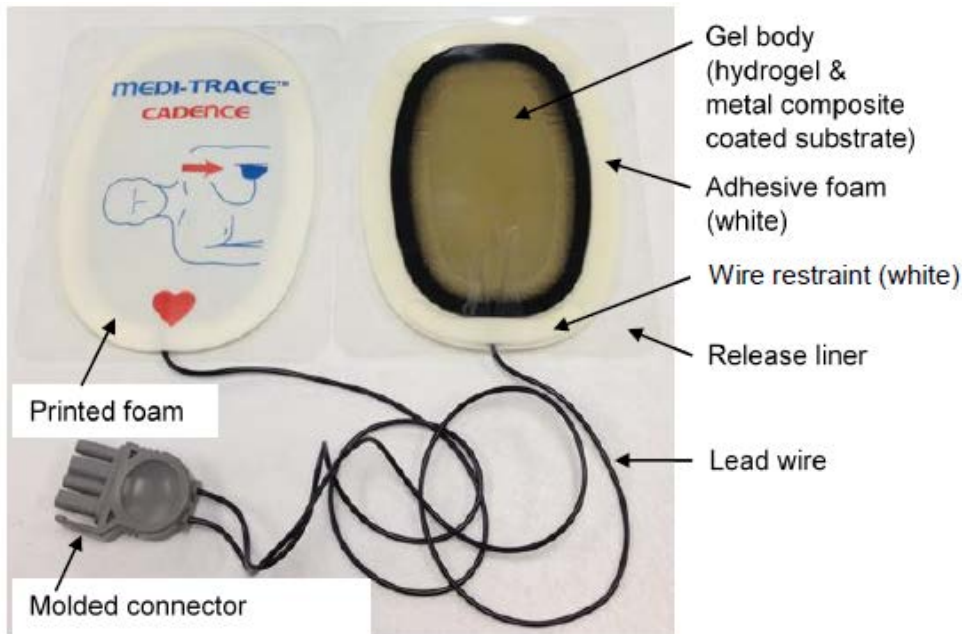 MEDI-TRACE™
CADENCE
Gel body
(hydrogel &
metal composite
coated substrate)
Adhesive foam
(white)
Wire restraint (white)
Release liner
Printed foam
Lead wire
Molded connector